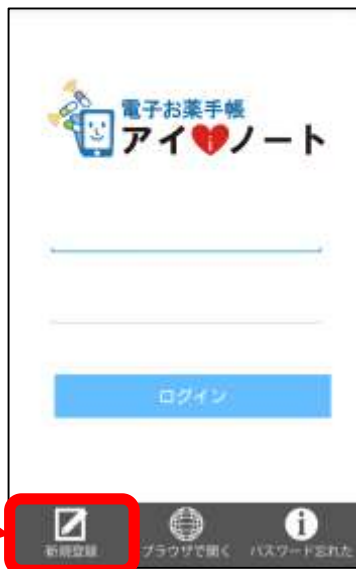 電子お薬手帳
アイiノート
ログイン
新規登録
ブラウザで開く
パスワード忘れた